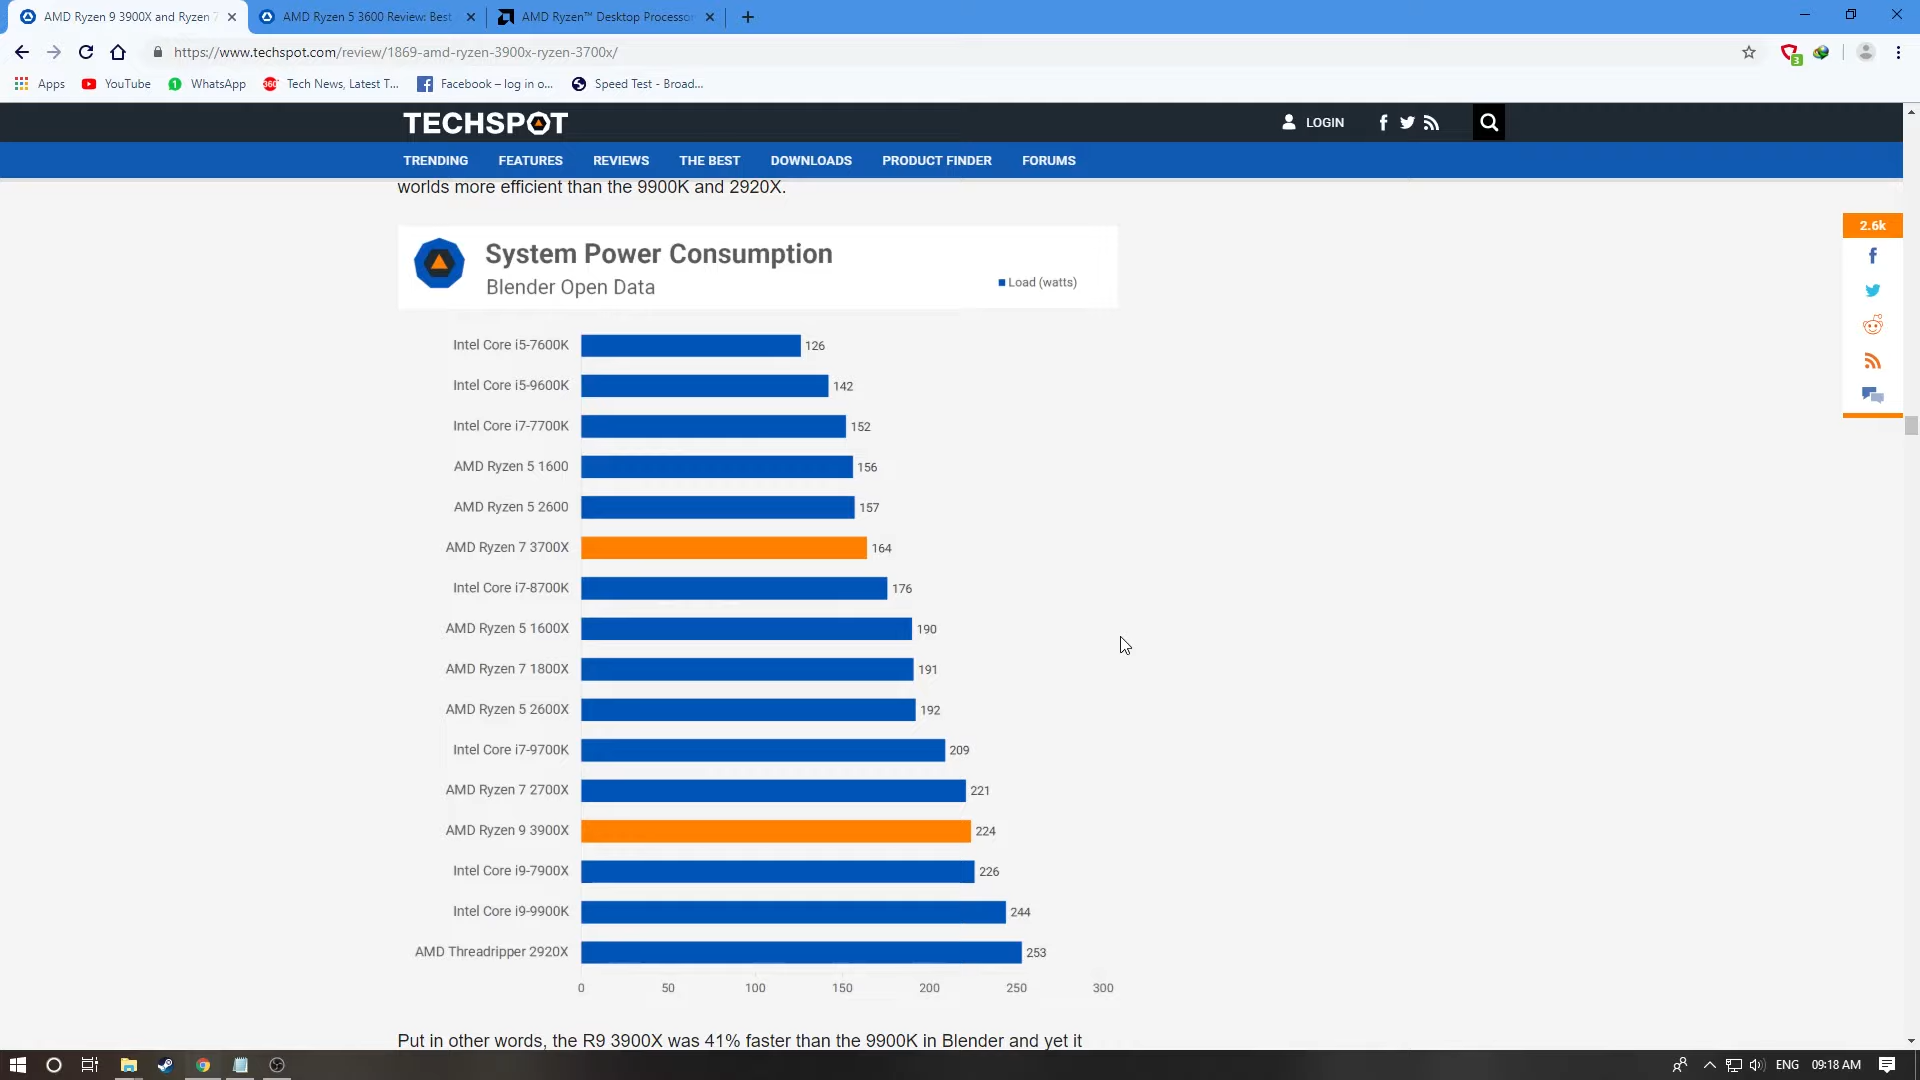 AMD Ryzen 9 3900X and Ryzen 7
AMD Ryzen 5 3600 Review: Best
AMD Ryzen™ Desktop Processor
https://www.techspot.com/review/1869-amd-ryzen-3900x-ryzen-3700x/
3
Apps
YouTube
1
WhatsApp
360
Tech News, Latest T...
Facebook – log in o...
Speed Test - Broad...
TECHSPOT
LOGIN
TRENDING
FEATURES
REVIEWS
THE BEST
DOWNLOADS
PRODUCT FINDER
FORUMS
worlds more efficient than the 9900K and 2920X.
2.6k
System Power Consumption
Blender Open Data
Load (watts)
Intel Core i5-7600K 126
Intel Core i5-9600K 142
Intel Core i7-7700K 152
AMD Ryzen 5 1600 156
AMD Ryzen 5 2600 157
AMD Ryzen 7 3700X 164
Intel Core i7-8700K 176
AMD Ryzen 5 1600X 190
AMD Ryzen 7 1800X 191
AMD Ryzen 5 2600X 192
Intel Core i7-9700K 209
AMD Ryzen 7 2700X 221
AMD Ryzen 9 3900X 224
Intel Core i9-7900X 226
Intel Core i9-9900K 244
AMD Threadripper 2920X 253
0 50 100 150 200 250 300
Put in other words, the R9 3900X was 41% faster than the 9900K in Blender and yet it
ENG
09:18 AM